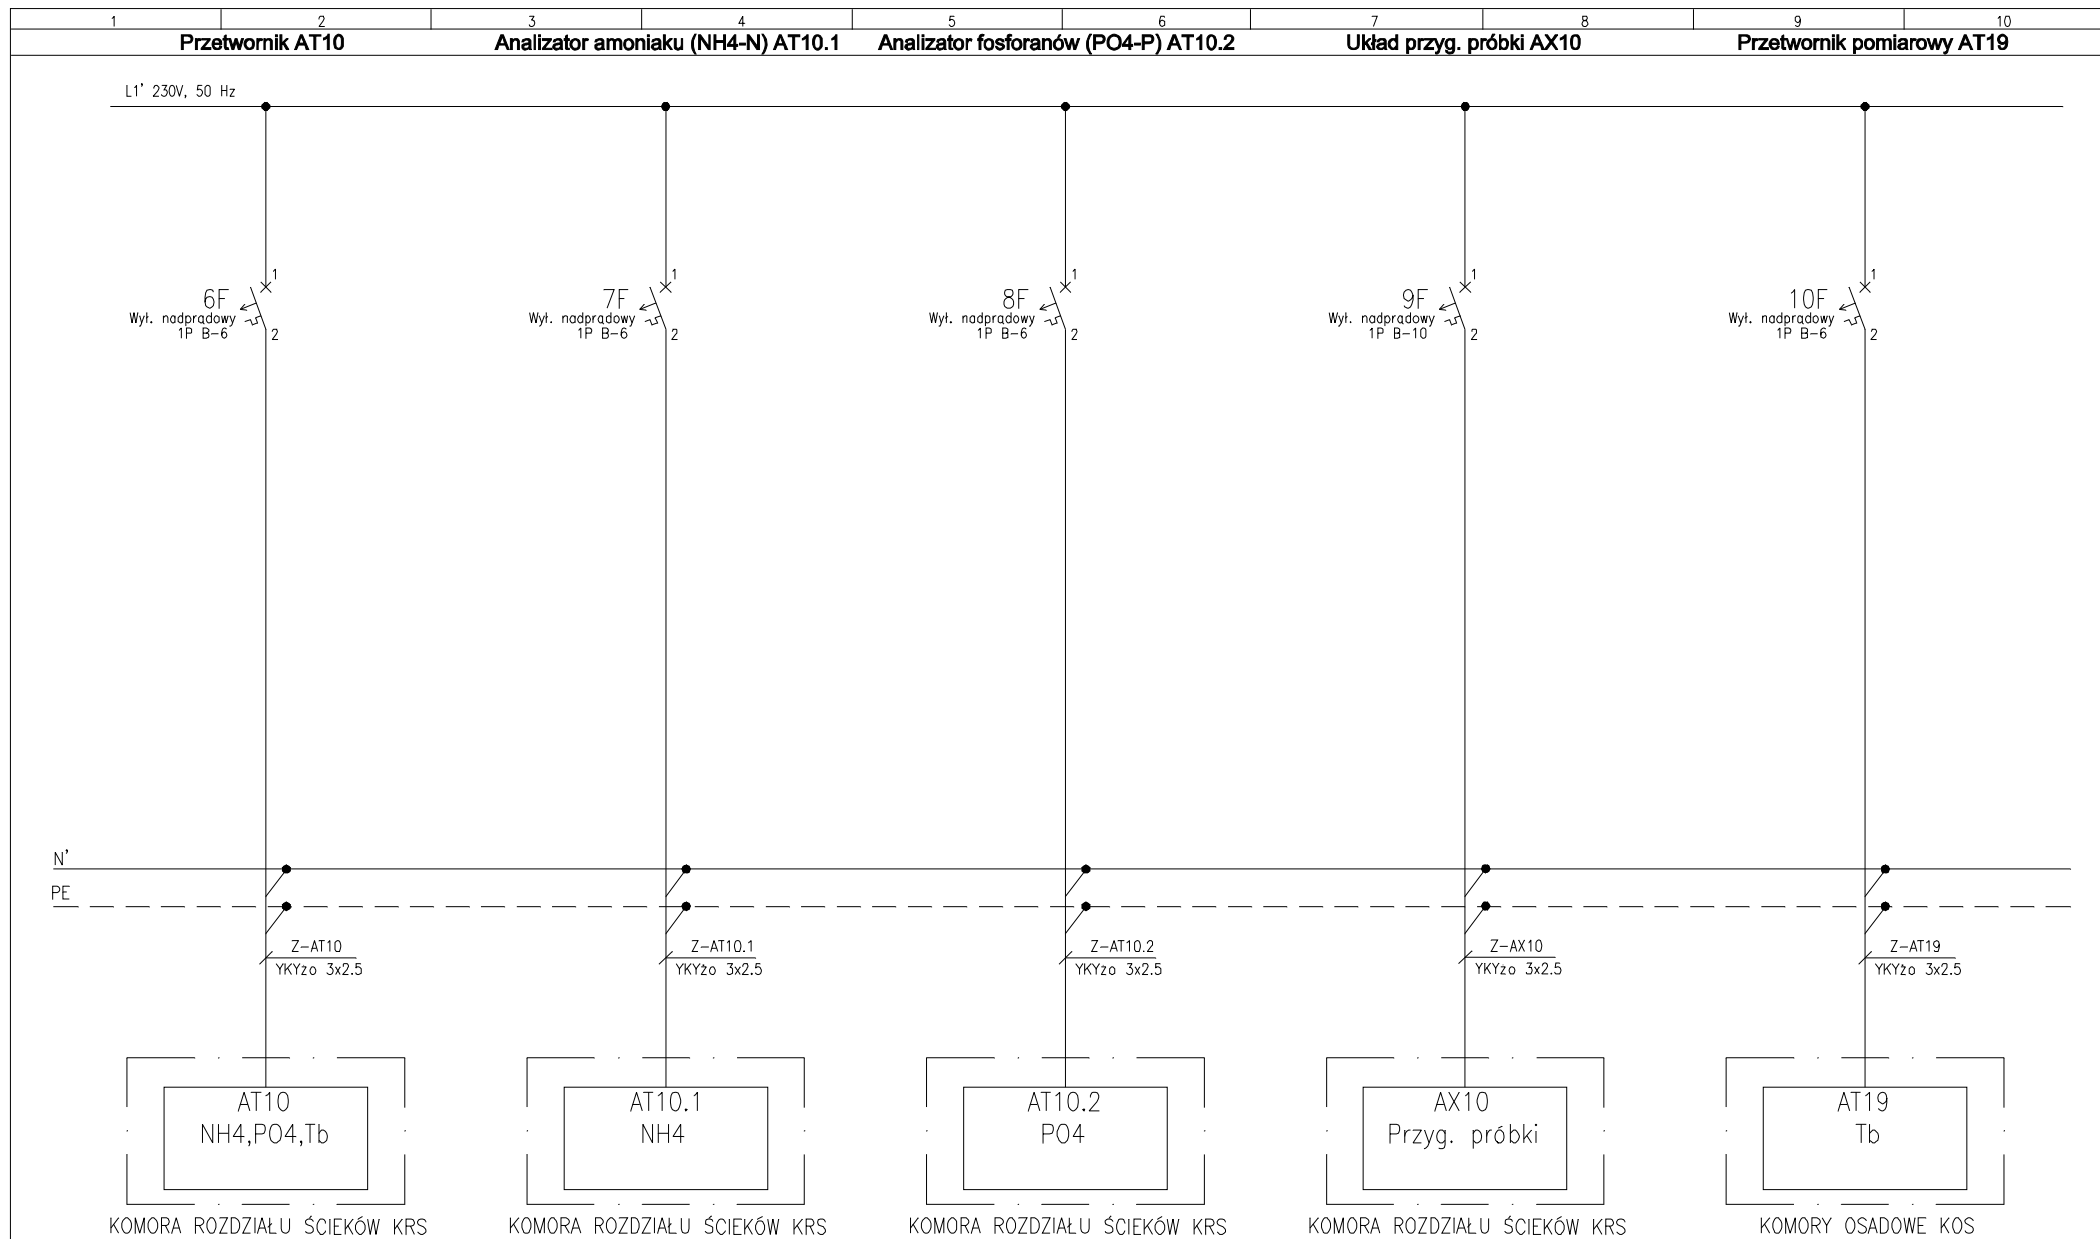 1 2 3 4 5 6 7 8 9 10
Przetwornik AT10 Analizator amoniaku (NH4-N) AT10.1 Analizator fosforanów (PO4-P) AT10.2 Układ przyg. próbki AX10 Przetwornik pomiarowy AT19
L1' 230V, 50 Hz
1 1 1 1 1
6F 7F 8F 9F 10F
Wył. nadprądowy Wył. nadprądowy Wył. nadprądowy Wył. nadprądowy Wył. nadprądowy
1P B-6 1P B-6 1P B-6 1P B-10 1P B-6
2 2 2 2 2
N'
PE
Z-AT10 Z-AT10.1 Z-AT10.2 Z-AX10 Z-AT19
YKYżo 3x2.5 YKYżo 3x2.5 YKYżo 3x2.5 YKYżo 3x2.5 YKYżo 3x2.5
AT10 AT10.1 AT10.2 AX10 AT19
NH4,PO4,Tb NH4 PO4 Przyg. próbki Tb
KOMORA ROZDZIAŁU ŚCIEKÓW KRS KOMORA ROZDZIAŁU ŚCIEKÓW KRS KOMORA ROZDZIAŁU ŚCIEKÓW KRS KOMORA ROZDZIAŁU ŚCIEKÓW KRS KOMORY OSADOWE KOS